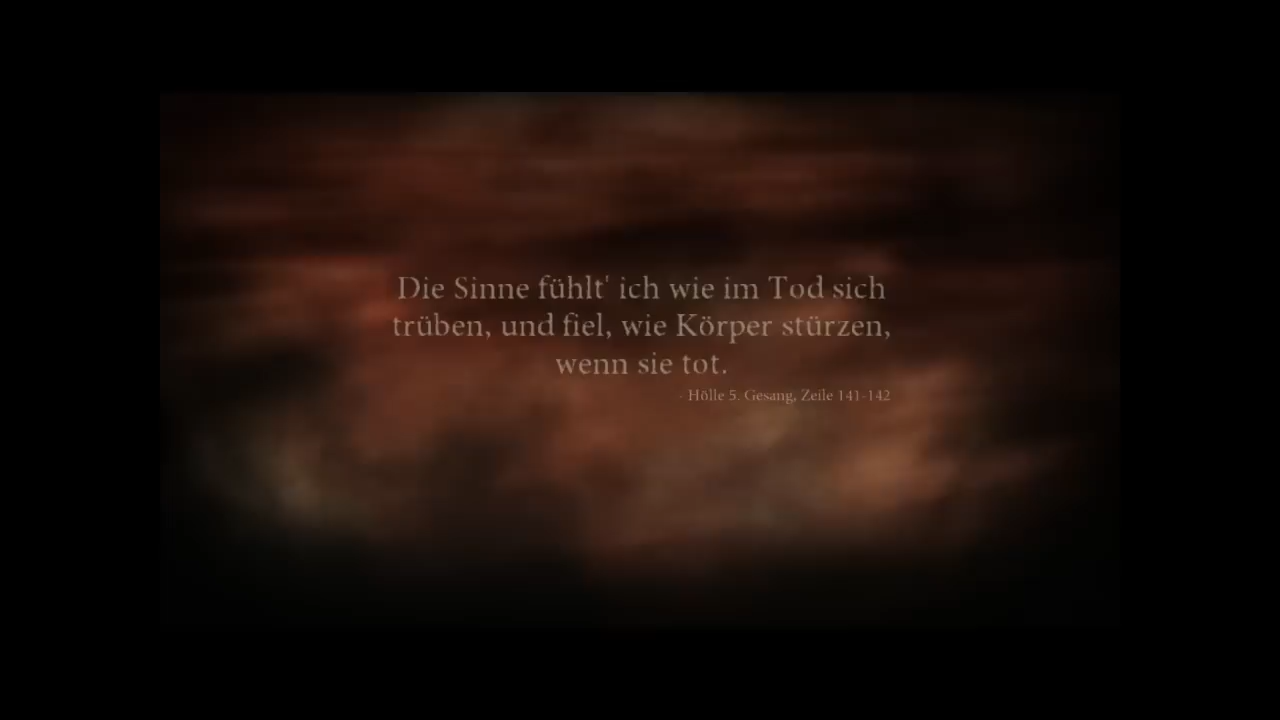 Die Sinne fühlt' ich wie im Tod sich
trüben, und fiel, wie Körper stürzen,
wenn sie tot.
- Hölle 5. Gesang, Zeile 141-142